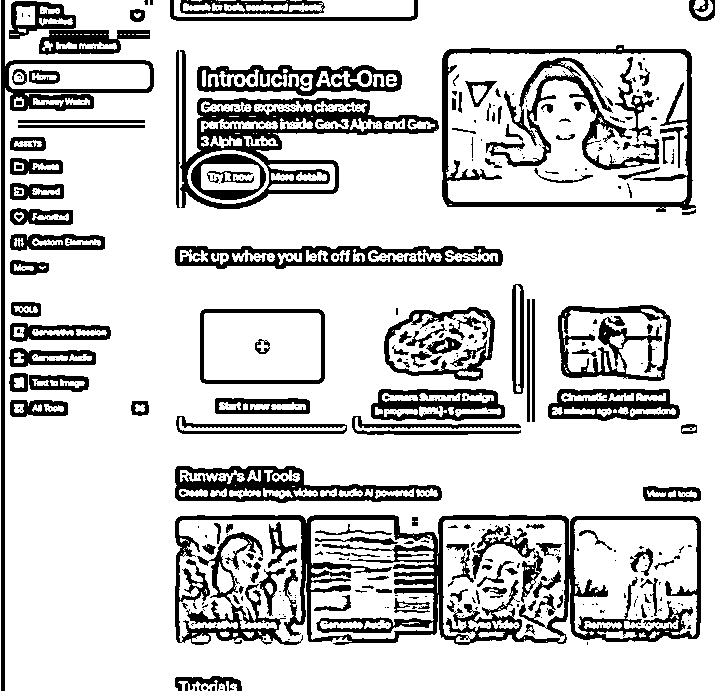 Search for tools, assets and projects
Invite members
Home
Runway Watch
ASSETS
Private
Shared
Favorited
Custom Elements
More
TOOLS
Generative Session
Generate Audio
Text to Image
All Tools
Introducing Act-One
Generate expressive character
performances inside Gen-3 Alpha and Gen-
3 Alpha Turbo.
Try it now
More details
Pick up where you left off in Generative Session
Start a new session
Camera Surround Design
In progress (66%) • 5 generations
Cinematic Aerial Reveal
26 minutes ago • 46 generations
Runway's AI Tools
Create and explore image, video and audio AI powered tools
View all tools
Generative Session
Generate Audio
Lip Sync Video
Remove Background
Tutorials